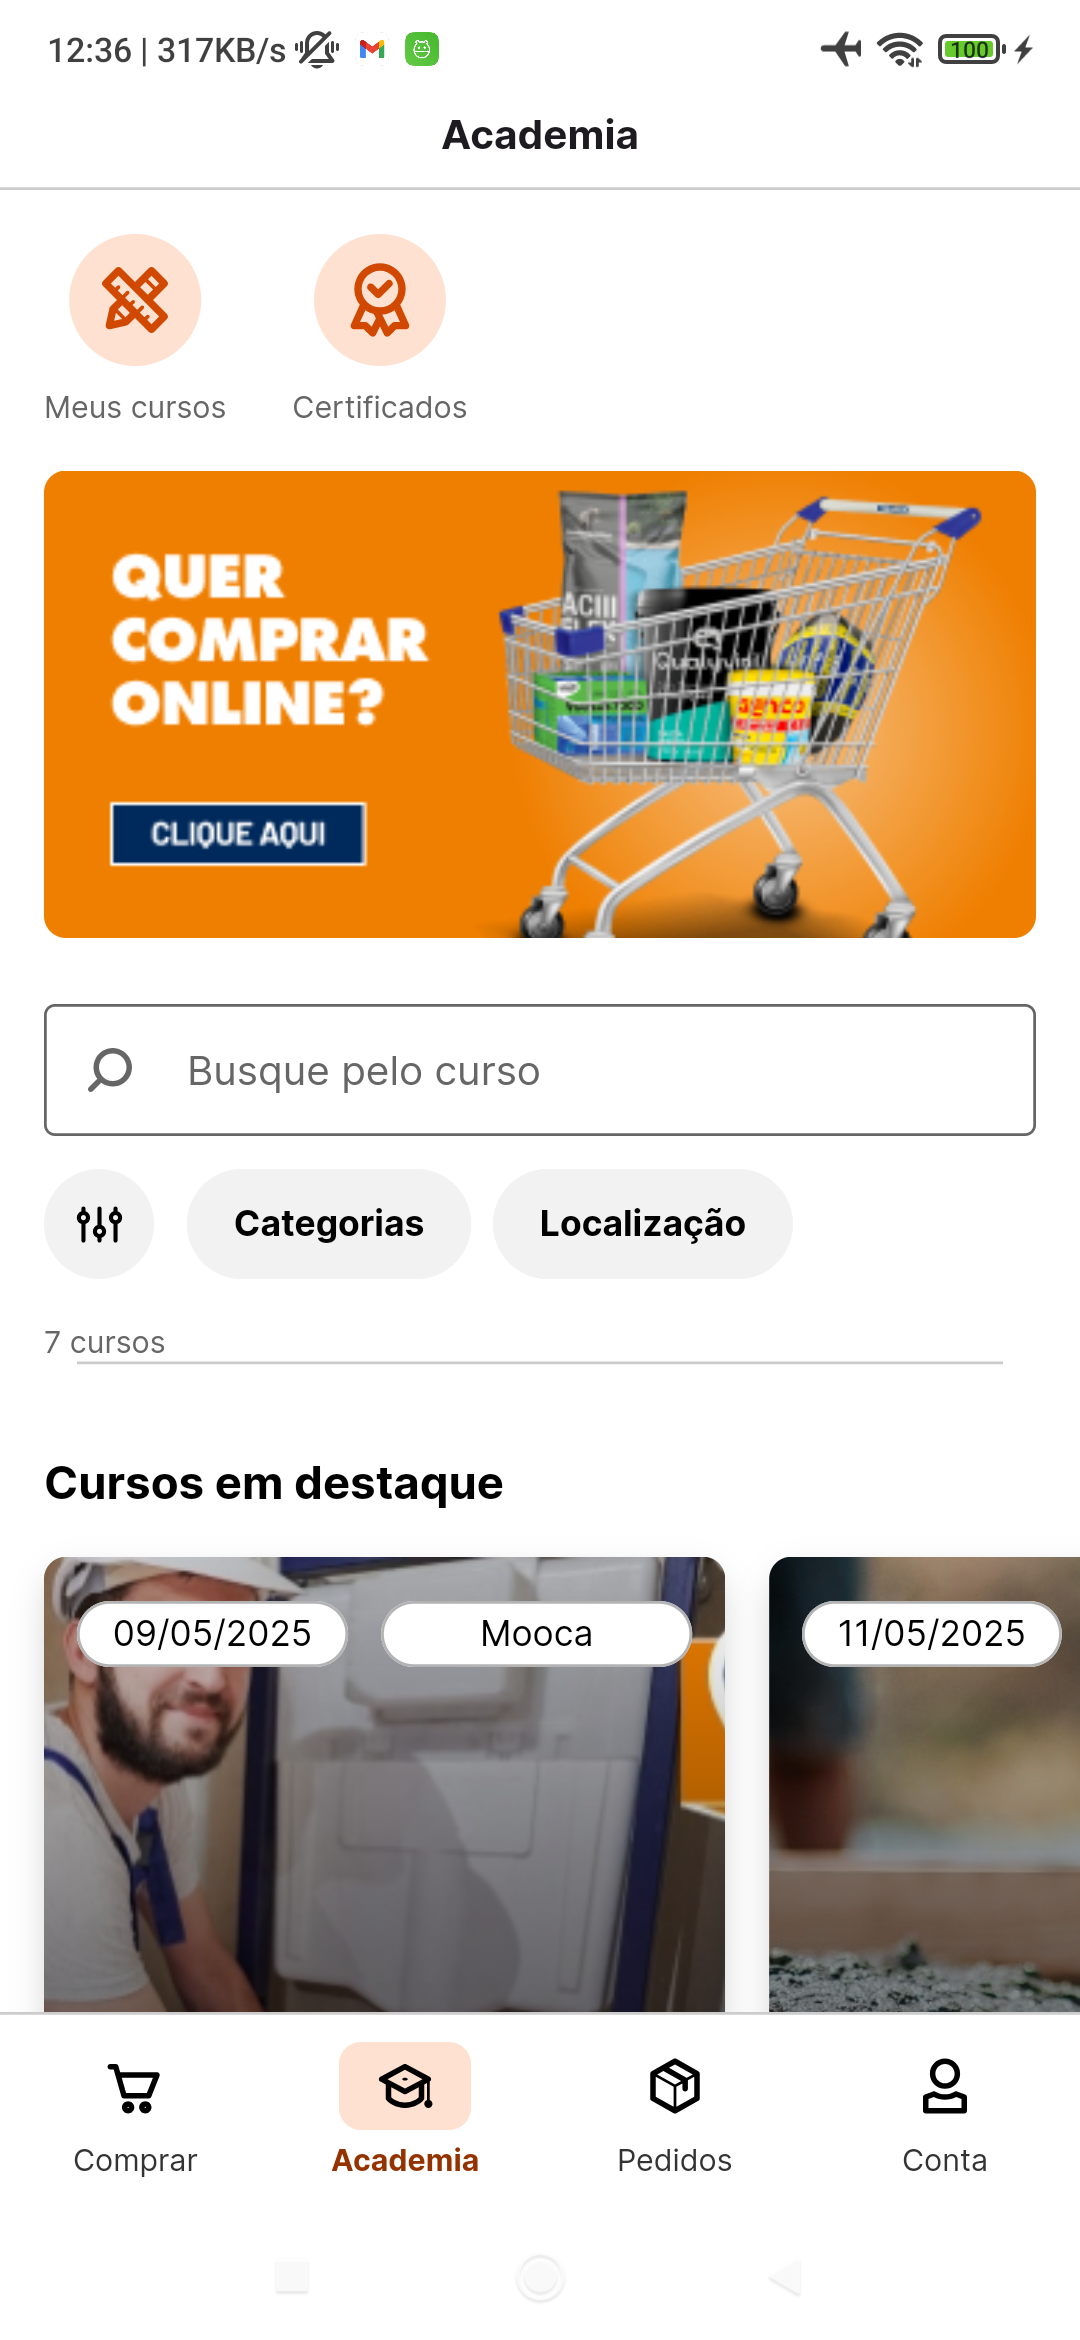 12:36 | 317KB/s
100
Academia
Meus cursos
Certificados
QUER
COMPRAR
ONLINE?
CLIQUE AQUI
ACIII
Busque pelo curso
Categorias
Localização
7 cursos
Cursos em destaque
09/05/2025
Mooca
11/05/2025
Comprar
Academia
Pedidos
Conta